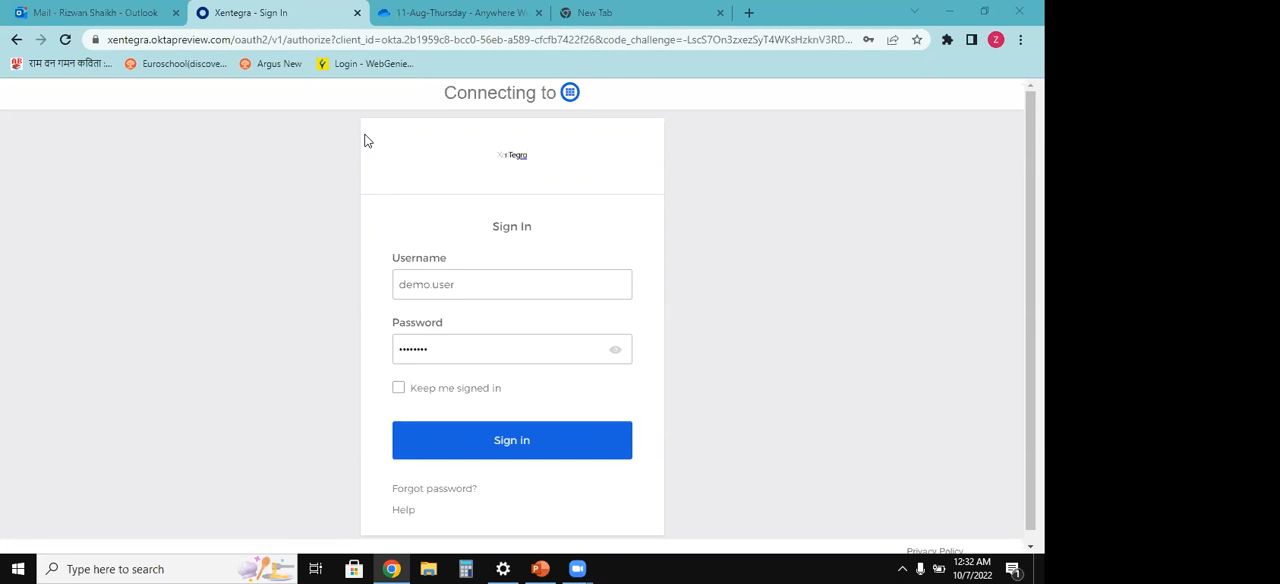 Mail - Rizwan Shaikh - Outlook
Xentegra - Sign In
11-Aug-Thursday - Anywhere W
New Tab
xentegra.oktapreview.com/oauth2/v1/authorize?client_id=okta.2b1959c8-bcc0-56eb-a589-cfcfb7422f26&code_challenge=-LscS7On3zxezSyT4WKsHzknV3RD...
Z
राम वन गमन कविता :...
Euroschool(discove...
Argus New
Login - WebGenie...
Connecting to
XenTegra
Sign In
Username
demo.user
Password
••••••••
Keep me signed in
Sign in
Forgot password?
Help
Privacy Policy
Type here to search
12:32 AM
10/7/2022
1